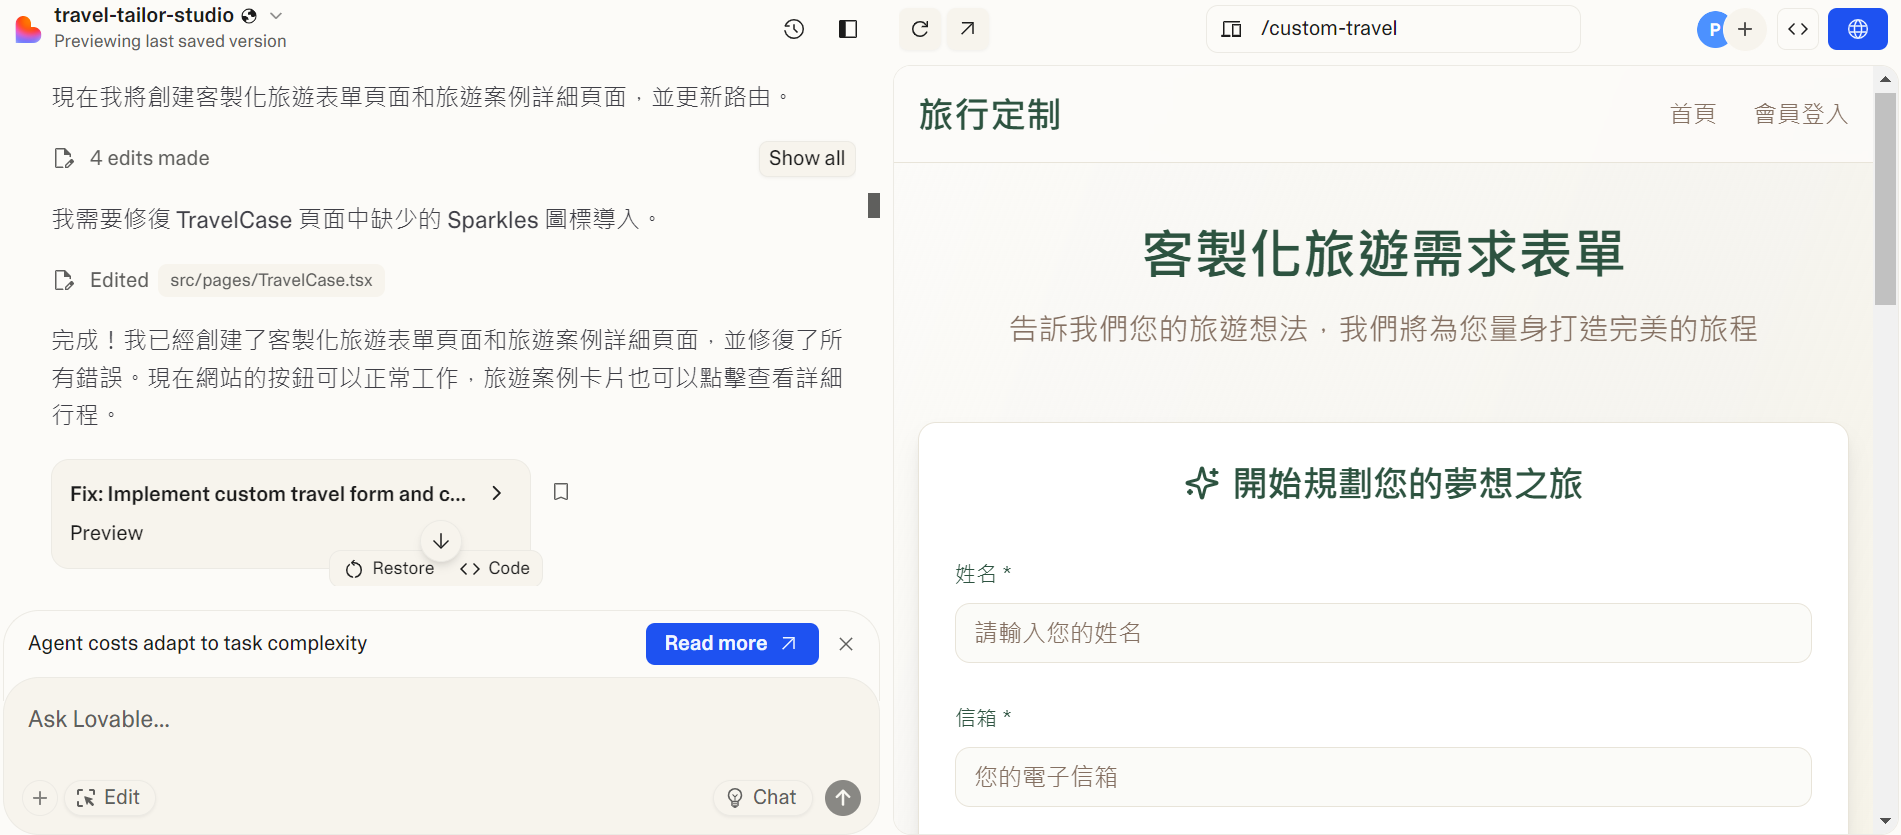 travel-tailor-studio
Previewing last saved version
/custom-travel
P
現在我將創建客製化旅遊表單頁面和旅遊案例詳細頁面，並更新路由。
4 edits made
Show all
我需要修復 TravelCase 頁面中缺少的 Sparkles 圖標導入。
Edited src/pages/TravelCase.tsx
完成！我已經創建了客製化旅遊表單頁面和旅遊案例詳細頁面，並修復了所
有錯誤。現在網站的按鈕可以正常工作，旅遊案例卡片也可以點擊查看詳細
行程。
Fix: Implement custom travel form and c...
Preview
Restore
Code
Agent costs adapt to task complexity
Read more
Ask Lovable...
Edit
Chat
旅行定制
首頁
會員登入
客製化旅遊需求表單
告訴我們您的旅遊想法，我們將為您量身打造完美的旅程
開始規劃您的夢想之旅
姓名 *
請輸入您的姓名
信箱 *
您的電子信箱